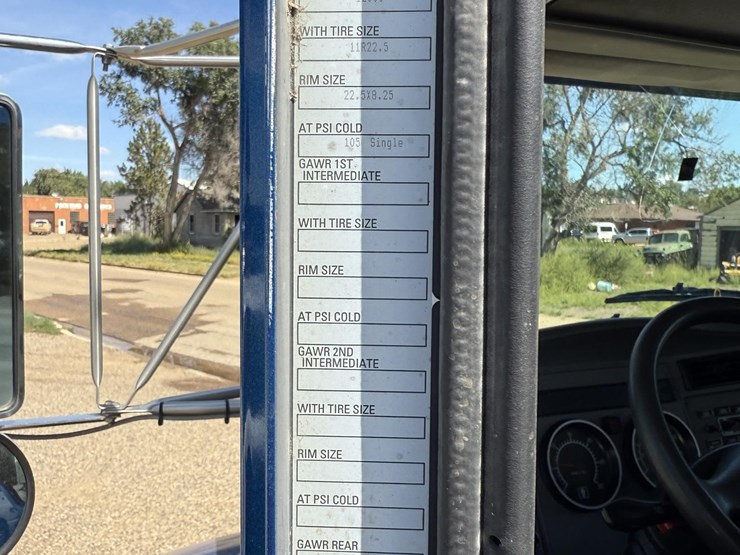 WITH TIRE SIZE
11R22.5
RIM SIZE
22.5X8.25
AT PSI COLD
105 Single
GAWR 1ST
INTERMEDIATE
WITH TIRE SIZE
RIM SIZE
AT PSI COLD
GAWR 2ND
INTERMEDIATE
WITH TIRE SIZE
RIM SIZE
AT PSI COLD
GAWR REAR